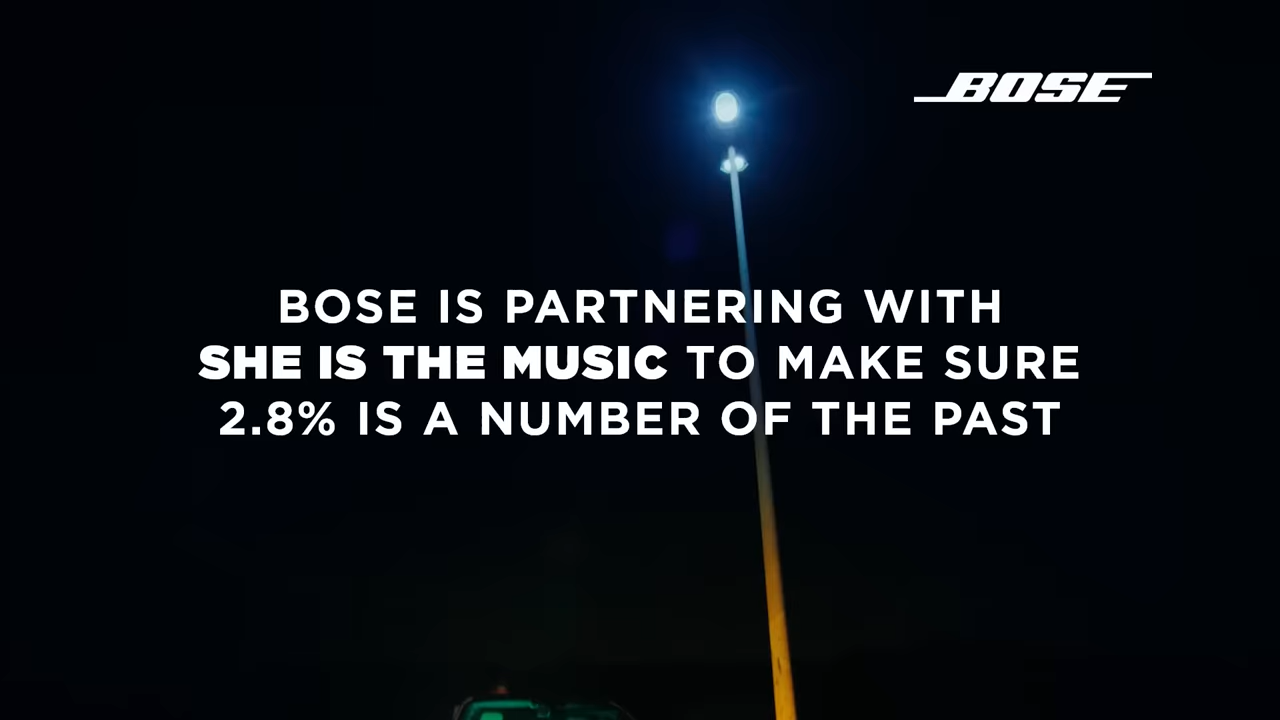 BOSE
BOSE IS PARTNERING WITH
SHE IS THE MUSIC TO MAKE SURE
2.8% IS A NUMBER OF THE PAST